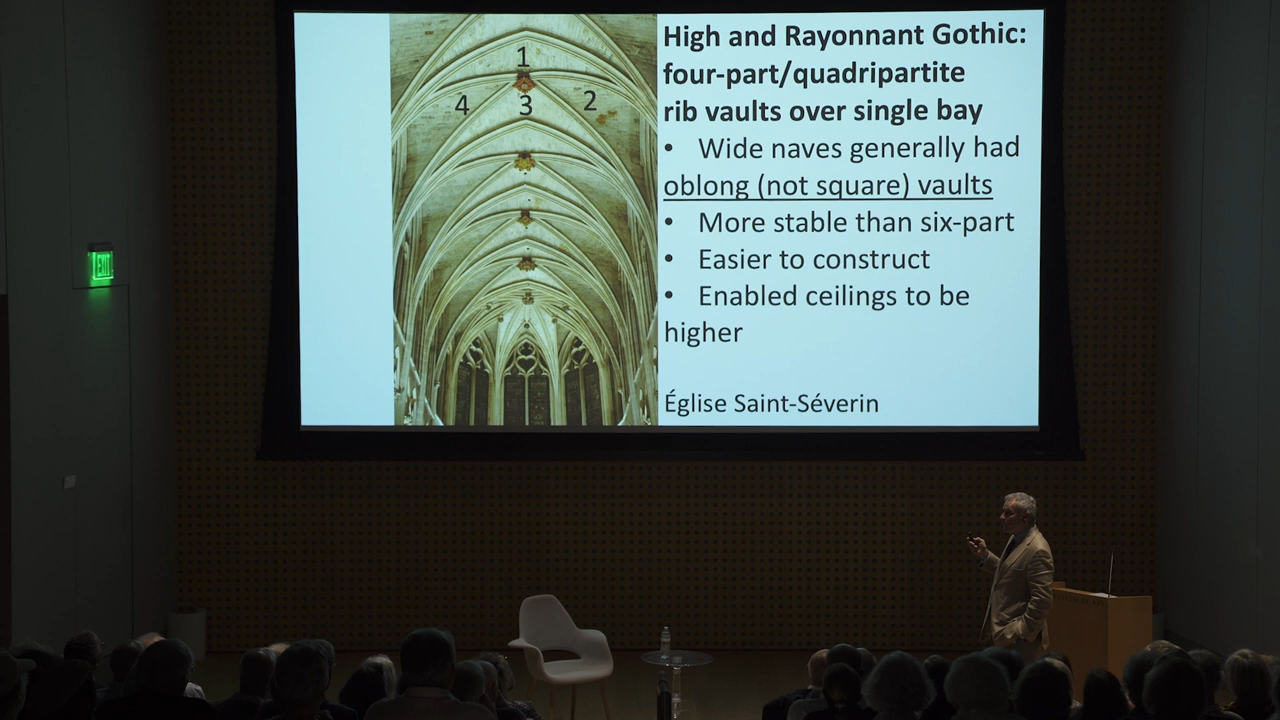 High and Rayonnant Gothic:
four-part/quadripartite
rib vaults over single bay
• Wide naves generally had
oblong (not square) vaults
• More stable than six-part
• Easier to construct
• Enabled ceilings to be
higher
Église Saint-Séverin
1
4 3 2
EXIT